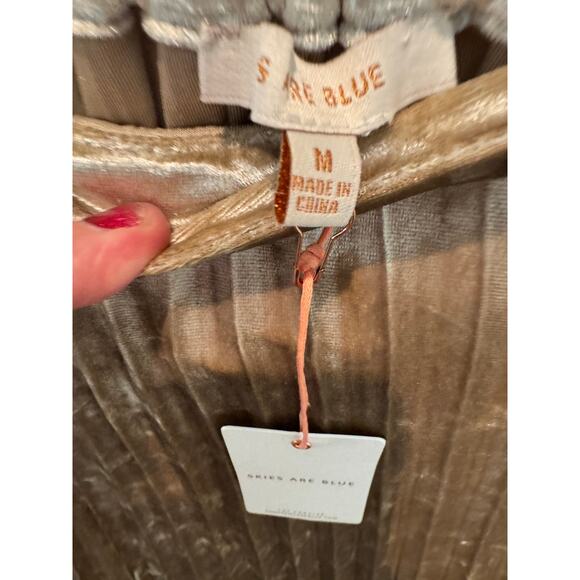 S ARE BLUE
M
MADE IN
CHINA
SKIES ARE BLUE